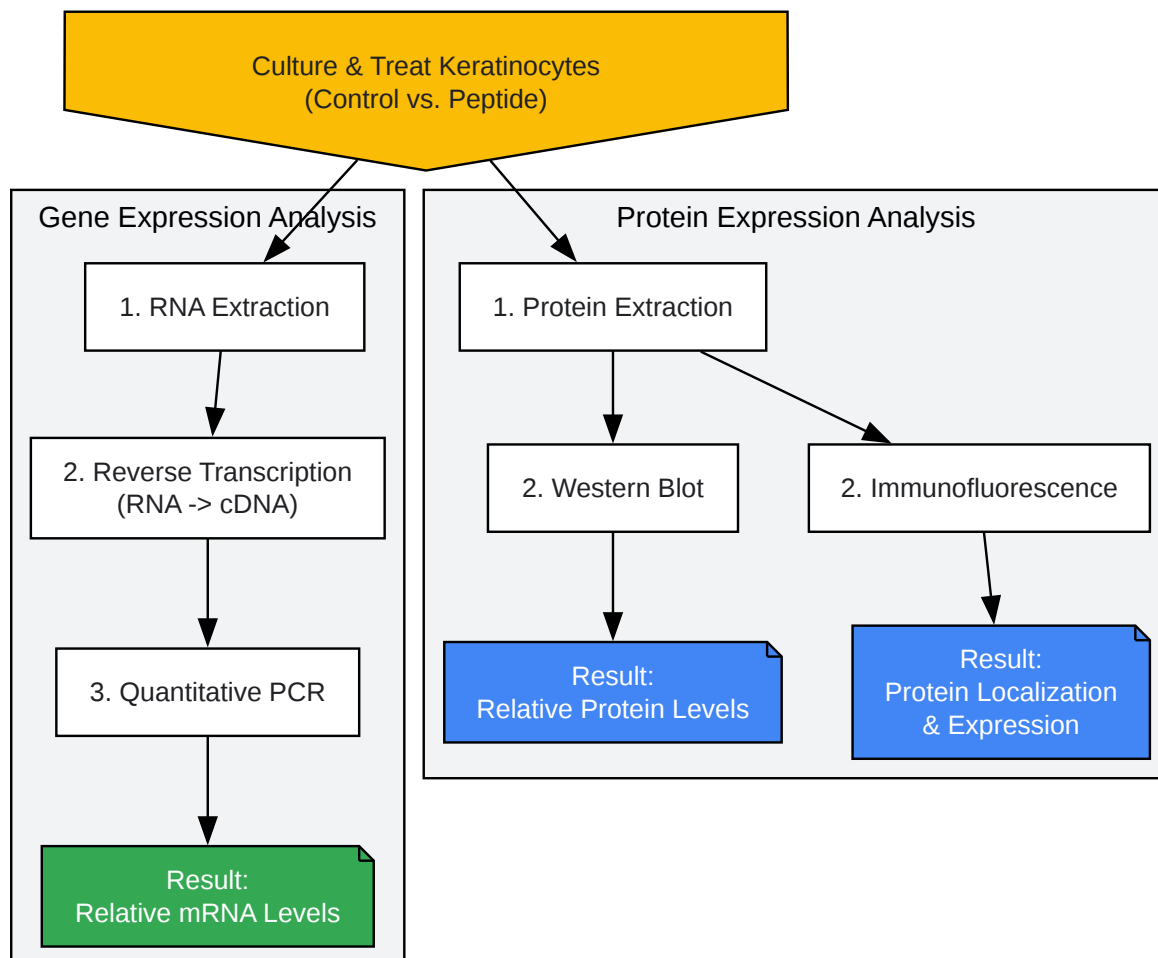 Culture & Treat Keratinocytes
(Control vs. Peptide)
Gene Expression Analysis
1. RNA Extraction
2. Reverse Transcription
(RNA -> cDNA)
3. Quantitative PCR
Result:
Relative mRNA Levels
Protein Expression Analysis
1. Protein Extraction
2. Western Blot
2. Immunofluorescence
Result:
Relative Protein Levels
Result:
Protein Localization
& Expression